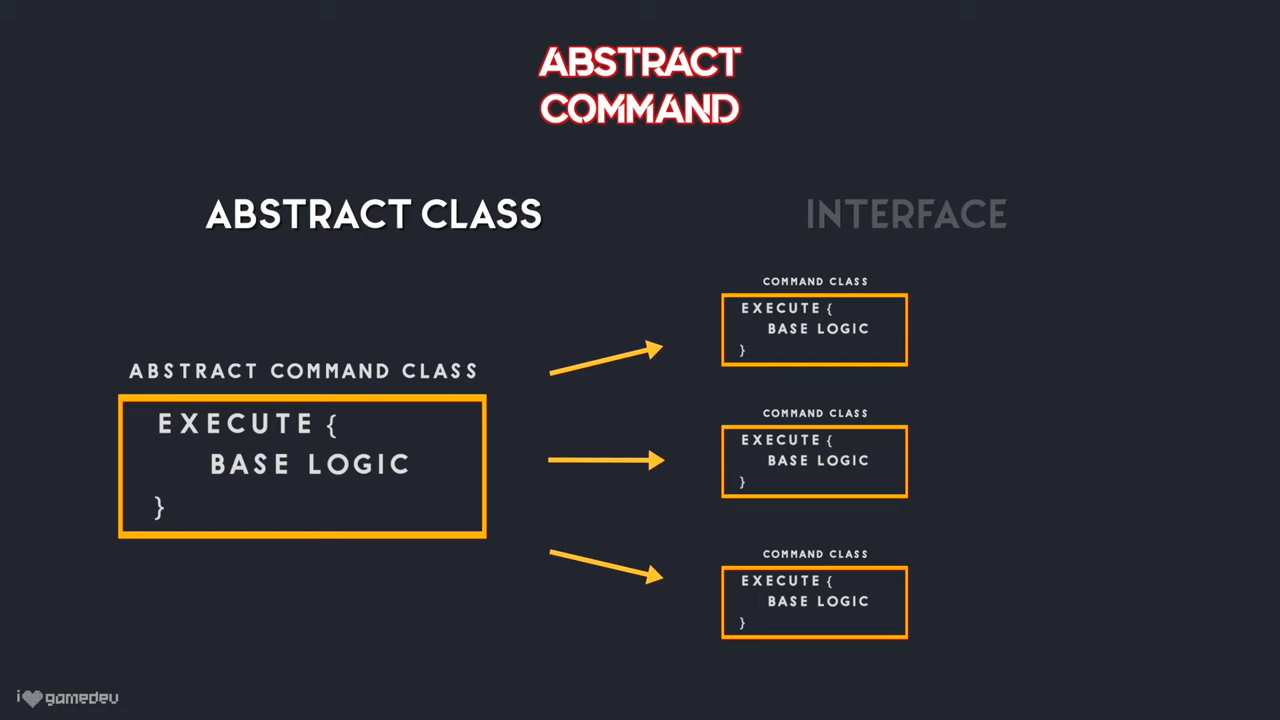 ABSTRACT
COMMAND
ABSTRACT CLASS
INTERFACE
ABSTRACT COMMAND CLASS
EXECUTE {
BASE LOGIC
}
COMMAND CLASS
EXECUTE {
BASE LOGIC
}
COMMAND CLASS
EXECUTE {
BASE LOGIC
}
COMMAND CLASS
EXECUTE {
BASE LOGIC
}
i♥gamedev